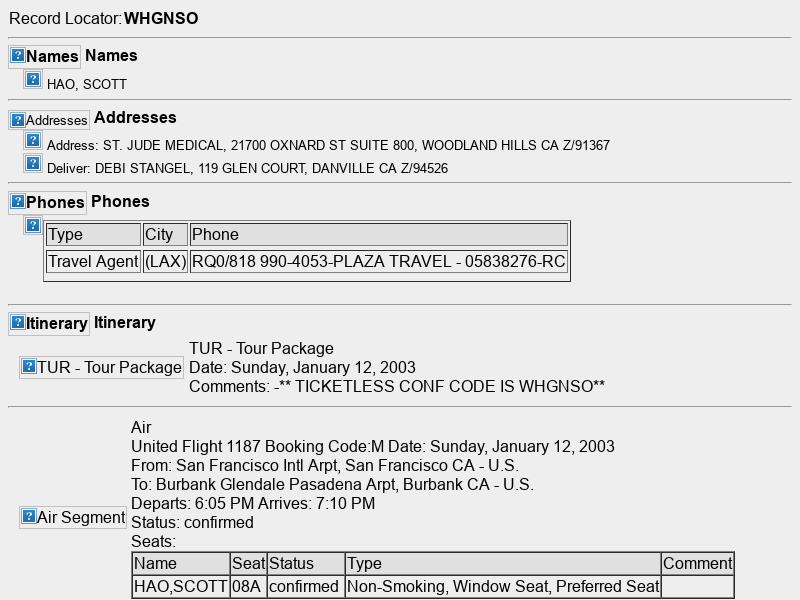 Record Locator:WHGNSO
Names Names
HAO, SCOTT
Addresses Addresses
Address: ST. JUDE MEDICAL, 21700 OXNARD ST SUITE 800, WOODLAND HILLS CA Z/91367
Deliver: DEBI STANGEL, 119 GLEN COURT, DANVILLE CA Z/94526
Phones Phones
Type City Phone
Travel Agent (LAX) RQ0/818 990-4053-PLAZA TRAVEL - 05838276-RC
Itinerary Itinerary
TUR - Tour Package
TUR - Tour Package
Date: Sunday, January 12, 2003
Comments: -** TICKETLESS CONF CODE IS WHGNSO**
Air Segment
Air
United Flight 1187 Booking Code:M Date: Sunday, January 12, 2003
From: San Francisco Intl Arpt, San Francisco CA - U.S.
To: Burbank Glendale Pasadena Arpt, Burbank CA - U.S.
Departs: 6:05 PM Arrives: 7:10 PM
Status: confirmed
Seats:
Name Seat Status Type Comment
HAO,SCOTT 08A confirmed Non-Smoking, Window Seat, Preferred Seat